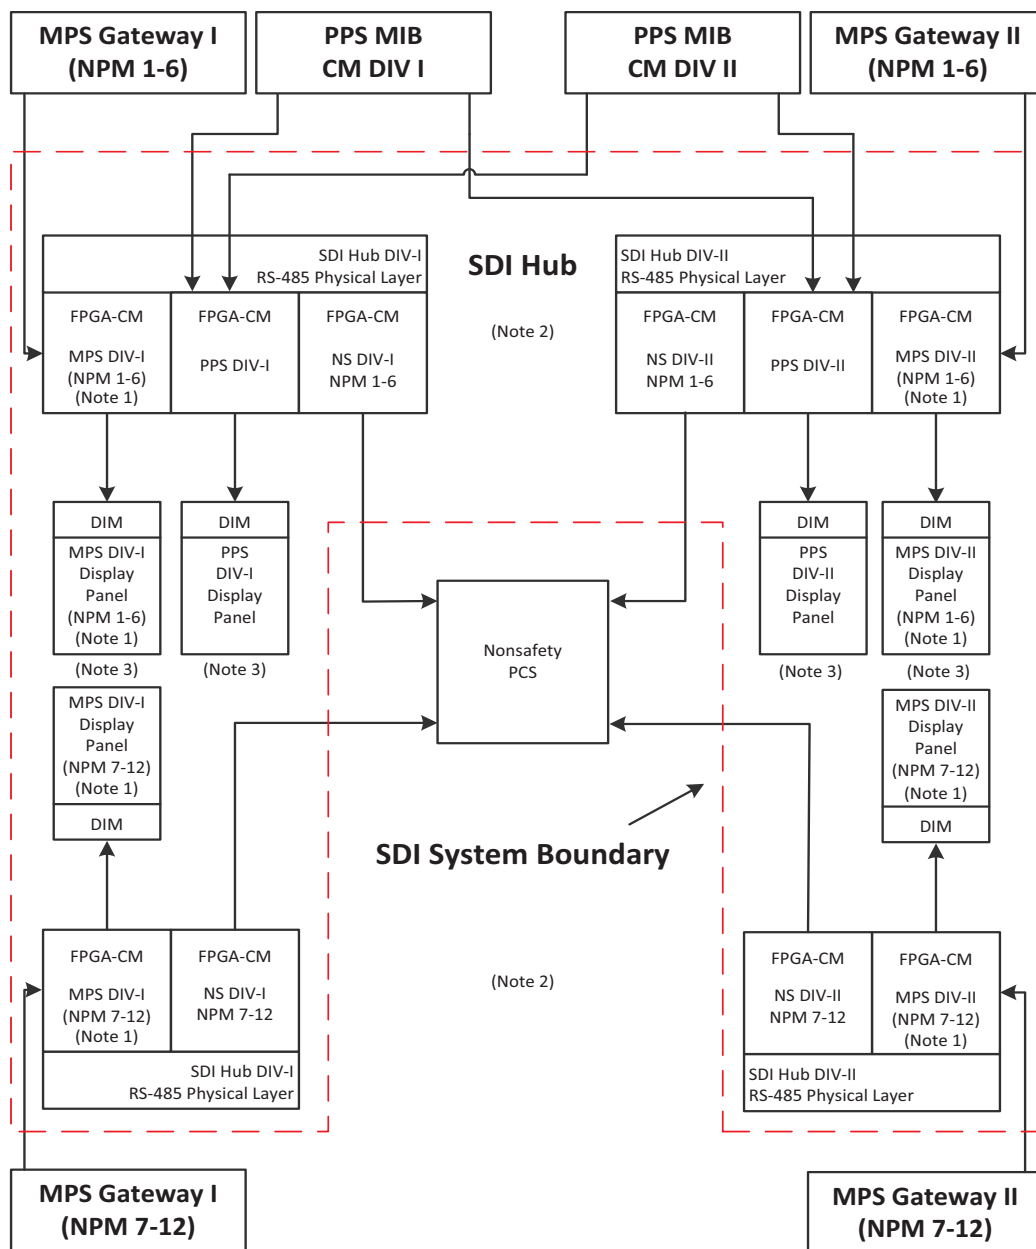 MPS Gateway I
(NPM 1-6)
PPS MIB
CM DIV I
PPS MIB
CM DIV II
MPS Gateway II
(NPM 1-6)
SDI Hub DIV-I
RS-485 Physical Layer
FPGA-CM
MPS DIV-I
(NPM 1-6)
(Note 1)
FPGA-CM
PPS DIV-I
FPGA-CM
NS DIV-I
NPM 1-6
SDI Hub
(Note 2)
SDI Hub DIV-II
RS-485 Physical Layer
FPGA-CM
NS DIV-II
NPM 1-6
FPGA-CM
PPS DIV-II
FPGA-CM
MPS DIV-II
(NPM 1-6)
(Note 1)
DIM
MPS DIV-I
Display
Panel
(NPM 1-6)
(Note 1)
(Note 3)
DIM
PPS
DIV-I
Display
Panel
(Note 3)
Nonsafety
PCS
DIM
PPS
DIV-II
Display
Panel
(Note 3)
DIM
MPS DIV-II
Display
Panel
(NPM 1-6)
(Note 1)
(Note 3)
MPS DIV-I
Display
Panel
(NPM 7-12)
(Note 1)
DIM
MPS DIV-II
Display
Panel
(NPM 7-12)
(Note 1)
DIM
SDI System Boundary
FPGA-CM
MPS DIV-I
(NPM 7-12)
(Note 1)
FPGA-CM
NS DIV-I
NPM 7-12
SDI Hub DIV-I
RS-485 Physical Layer
(Note 2)
FPGA-CM
NS DIV-II
NPM 7-12
FPGA-CM
MPS DIV-II
(NPM 7-12)
(Note 1)
SDI Hub DIV-II
RS-485 Physical Layer
MPS Gateway I
(NPM 7-12)
MPS Gateway II
(NPM 7-12)